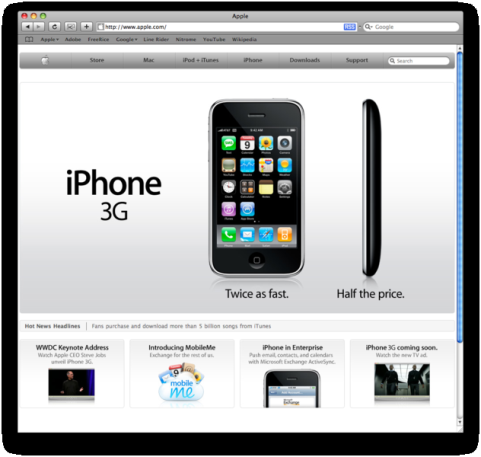 Apple
http://www.apple.com/
RSS
Google
Apple Adobe FreeRice Google Line Rider Nitrome YouTube Wikipedia
Store Mac iPod + iTunes iPhone Downloads Support Search
iPhone
3G
Twice as fast. Half the price.
Hot News Headlines Fans purchase and download more than 5 billion songs from iTunes
WWDC Keynote Address
Watch Apple CEO Steve Jobs
unveil iPhone 3G.
Introducing MobileMe
Exchange for the rest of us.
mobile
me
iPhone in Enterprise
Push email, contacts, and calendars
with Microsoft Exchange ActiveSync.
Exchange
iPhone 3G coming soon.
Watch the new TV ad.